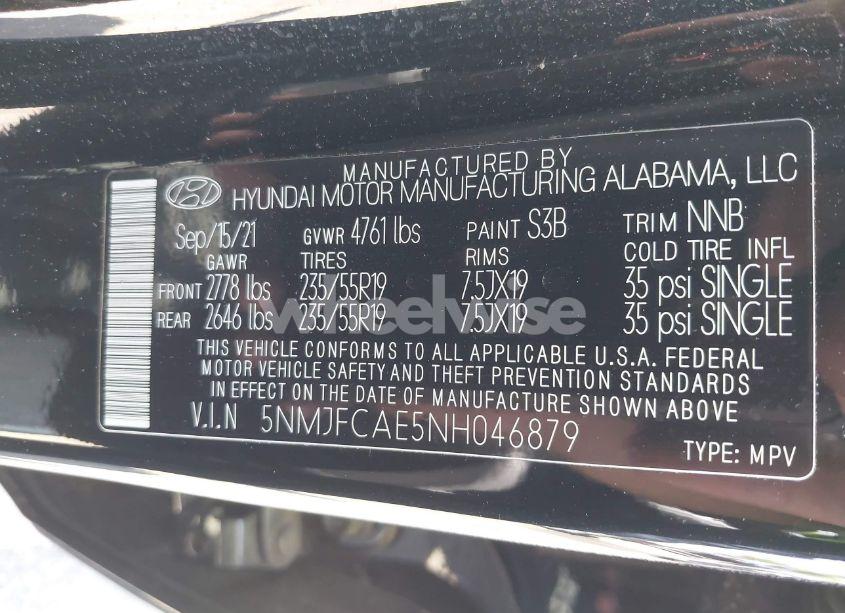 MANUFACTURED BY
HYUNDAI MOTOR MANUFACTURING ALABAMA, LLC
Sep/15/21 GVWR 4761 lbs PAINT S3B TRIM NNB
GAWR TIRES RIMS COLD TIRE INFL
FRONT 2778 lbs 235/55R19 7.5JX19 35 psi SINGLE
REAR 2646 lbs 235/55R19 7.5JX19 35 psi SINGLE
wheelwise
THIS VEHICLE CONFORMS TO ALL APPLICABLE U.S.A. FEDERAL
MOTOR VEHICLE SAFETY AND THEFT PREVENTION STANDARDS
IN EFFECT ON THE DATE OF MANUFACTURE SHOWN ABOVE
V.I.N 5NMJFCAE5NH046879
TYPE: MPV